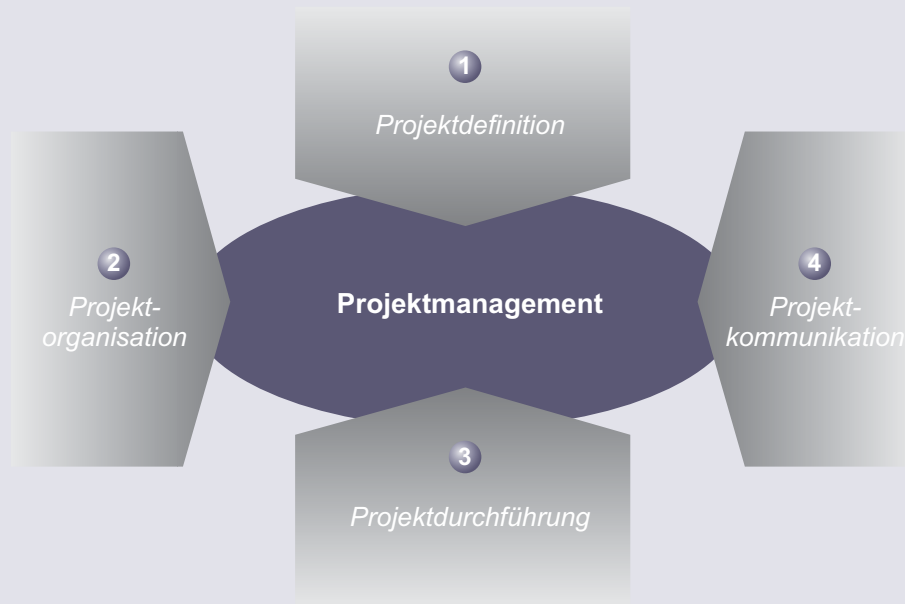 1
Projektdefinition
2
Projekt-
organisation
Projektmanagement
4
Projekt-
kommunikation
3
Projektdurchführung